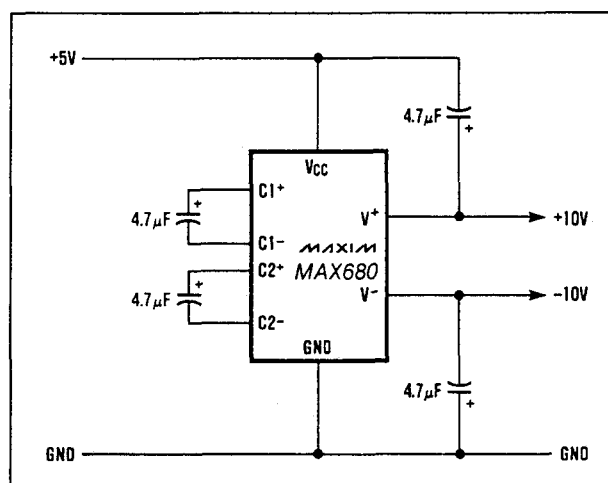 +5V
4.7μF
+
VCC
C1+
+
4.7μF
C1-
V+
+10V
MAXIM
C2+
MAX680
+
4.7μF
V-
-10V
C2-
GND
4.7μF
+
GND
GND